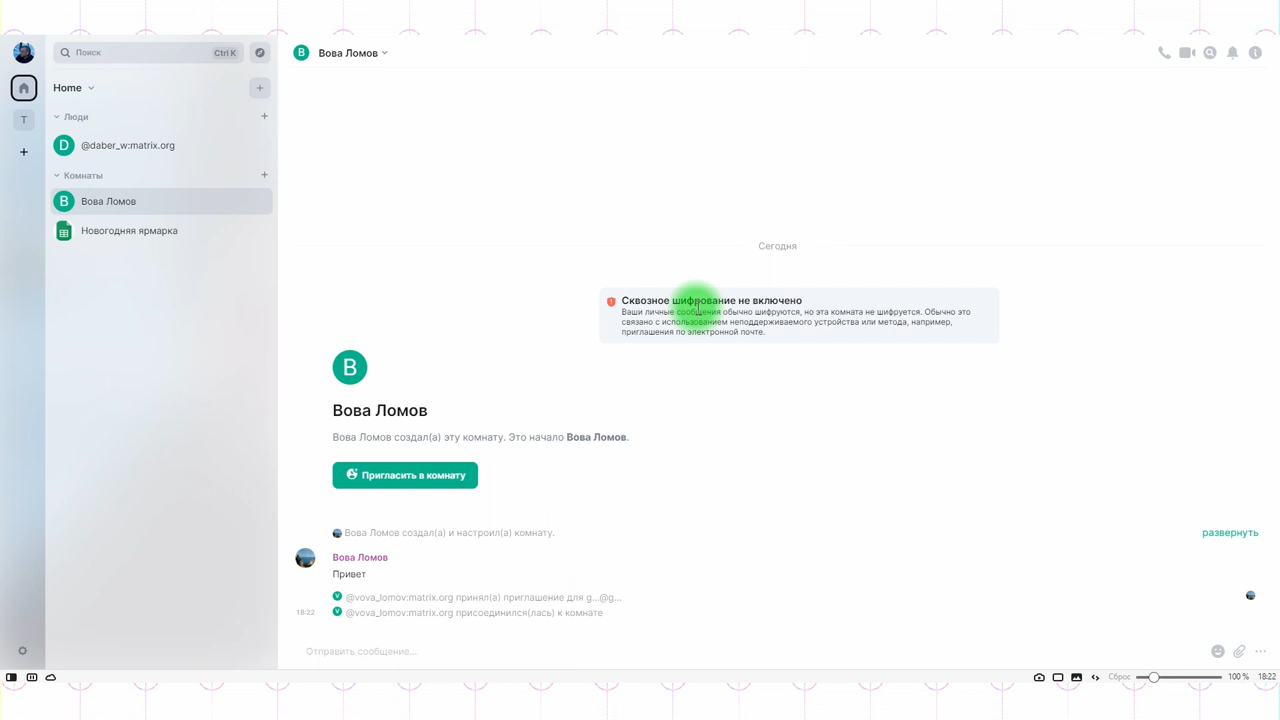 Поиск
Ctrl K
Home
Люди
D @daber_w:matrix.org
Комнаты
В Вова Ломов
Новогодняя ярмарка
T
В Вова Ломов
Сегодня
Сквозное шифрование не включено
Ваши личные сообщения обычно шифруются, но эта комната не шифруется. Обычно это
связано с использованием неподдерживаемого устройства или метода, например,
приглашения по электронной почте.
В
Вова Ломов
Вова Ломов создал(а) эту комнату. Это начало Вова Ломов.
Пригласить в комнату
Вова Ломов создал(а) и настроил(а) комнату.
развернуть
Вова Ломов
Привет
V @vova_lomov:matrix.org принял(а) приглашение для g...@g...
18:22 V @vova_lomov:matrix.org присоединился(лась) к комнате
Отправить сообщение...
Сброс
100 %
18:22